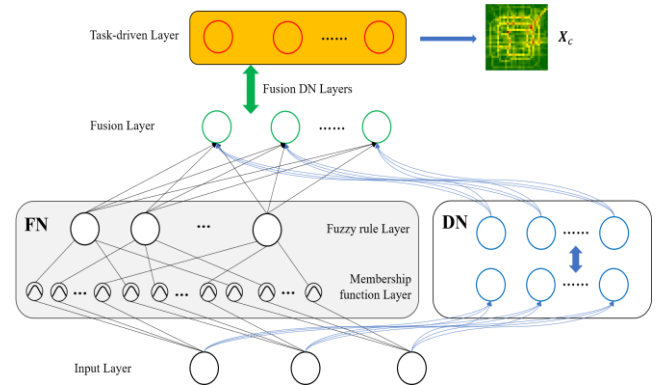 Task-driven Layer
......
X_c
Fusion DN Layers
Fusion Layer
......
FN
Fuzzy rule Layer
...
DN
......
Membership
function Layer
...
...
...
......
Input Layer